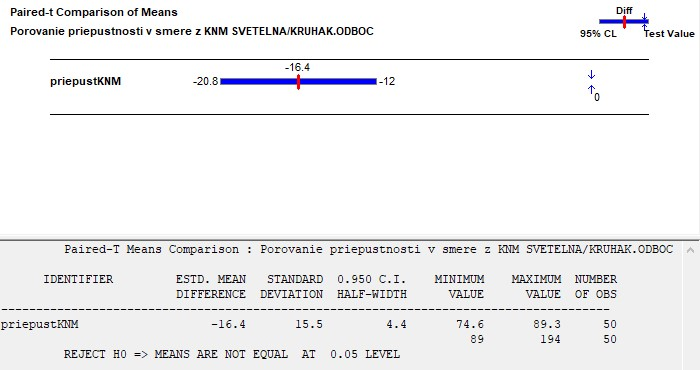 Paired-t Comparison of Means
Porovanie priepustnosti v smere z KNM SVETELNA/KRUHAK.ODBOC
Diff
95% CL Test Value
-16.4
priepustKNM -20.8 -12
0
Paired-T Means Comparison : Porovanie priepustnosti v smere z KNM SVETELNA/KRUHAK.ODBOC
IDENTIFIER ESTD. MEAN STANDARD 0.950 C.I. MINIMUM MAXIMUM NUMBER
DIFFERENCE DEVIATION HALF-WIDTH VALUE VALUE OF OBS
priepustKNM -16.4 15.5 4.4 74.6 89.3 50
89 194 50
REJECT H0 => MEANS ARE NOT EQUAL AT 0.05 LEVEL